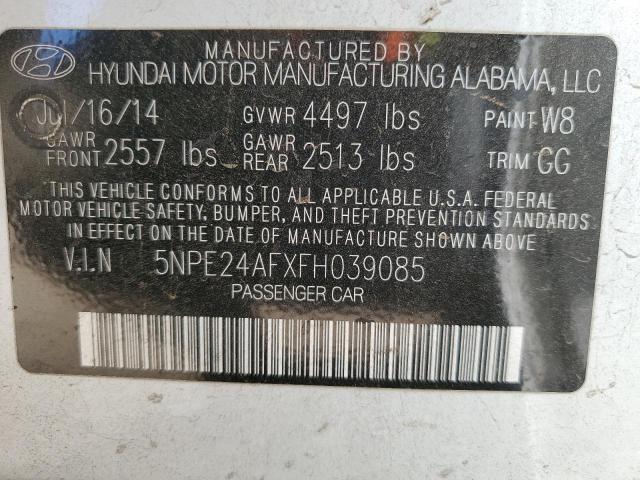 MANUFACTURED BY
HYUNDAI MOTOR MANUFACTURING ALABAMA, LLC
Jul/16/14 GVWR 4497 lbs PAINT W8
GAWR FRONT 2557 lbs GAWR REAR 2513 lbs TRIM GG
THIS VEHICLE CONFORMS TO ALL APPLICABLE U.S.A. FEDERAL
MOTOR VEHICLE SAFETY, BUMPER, AND THEFT PREVENTION STANDARDS
IN EFFECT ON THE DATE OF MANUFACTURE SHOWN ABOVE.
V.I.N 5NPE24AFXFH039085
PASSENGER CAR